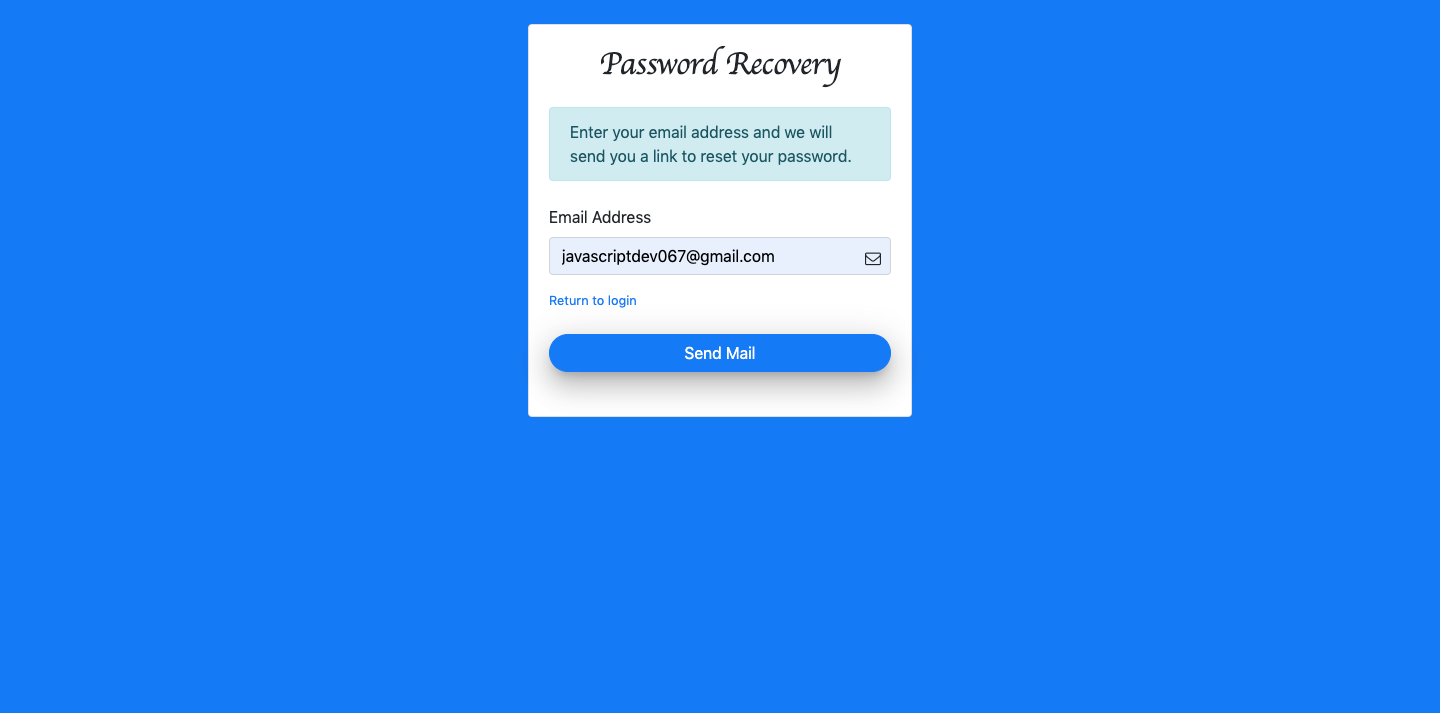 Password Recovery
Enter your email address and we will
send you a link to reset your password.
Email Address
javascriptdev067@gmail.com
Return to login
Send Mail